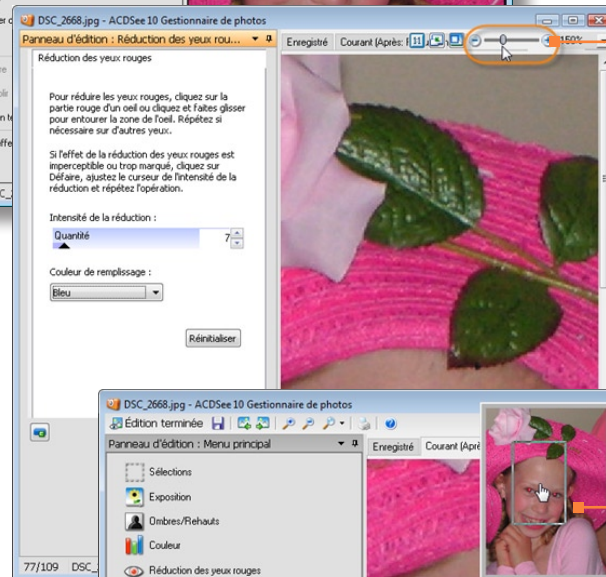 DSC_2668.jpg - ACDSee 10 Gestionnaire de photos
Panneau d'édition : Réduction des yeux rou...
Enregistré
Courant (Après:
150%
Réduction des yeux rouges
Pour réduire les yeux rouges, cliquez sur la
partie rouge d'un oeil ou cliquez et faites glisser
pour entourer la zone de l'oeil. Répétez si
nécessaire sur d'autres yeux.
Si l'effet de la réduction des yeux rouges est
imperceptible ou trop marqué, cliquez sur
Défaire, ajustez le curseur de l'intensité de la
réduction et répétez l'opération.
Intensité de la réduction :
Quantité 7
Couleur de remplissage :
Bleu
Réinitialiser
DSC_2668.jpg - ACDSee 10 Gestionnaire de photos
Édition terminée
Panneau d'édition : Menu principal
Enregistré
Courant (Aprè
Sélections
Exposition
Ombres/Rehauts
Couleur
Réduction des yeux rouges
77/109 DSC_